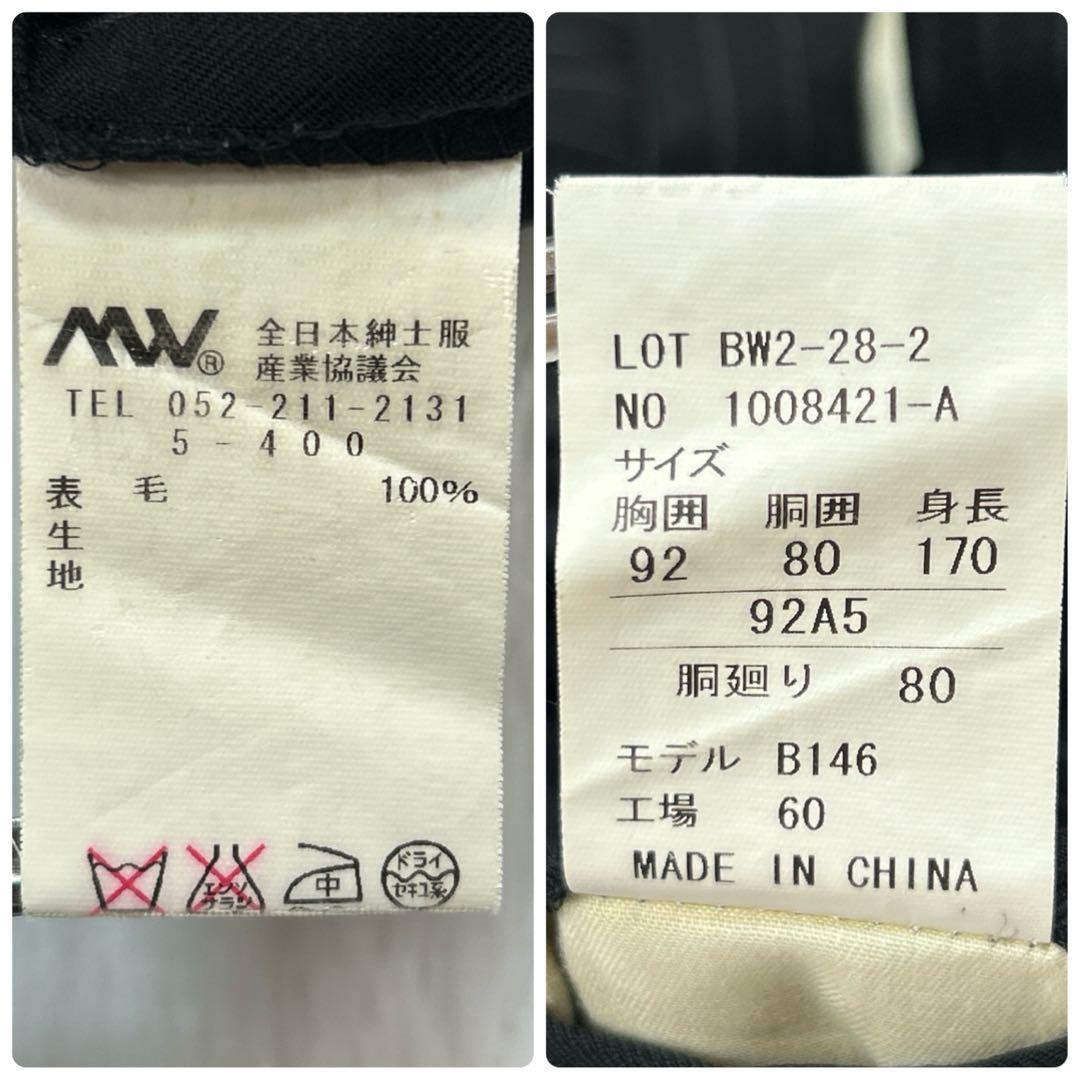 MW®
全日本紳士服
産業協議会
TEL 052-211-2131
5-400
表生地 毛 100%
エンソ
サラシ
中
ドライ
セキユ系
LOT BW2-28-2
NO 1008421-A
サイズ
胸囲 胴囲 身長
92 80 170
92A5
胴廻り 80
モデル B146
工場 60
MADE IN CHINA